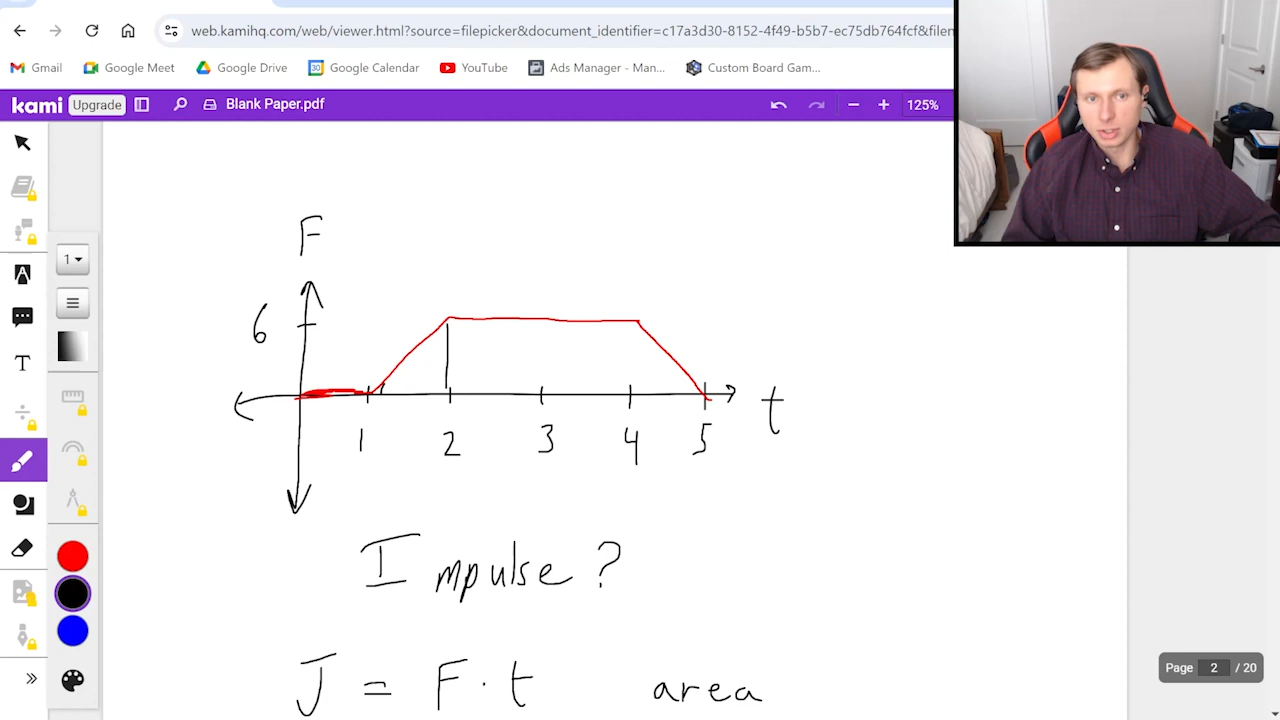 web.kamihq.com/web/viewer.html?source=filepicker&document_identifier=c17a3d30-8152-4f49-b5b7-ec75db764fcf&filen
Gmail Google Meet Google Drive 30 Google Calendar YouTube Ads Manager - Man... Custom Board Gam...
kami Upgrade Blank Paper.pdf 125%
A
T
1
F
6
t
1 2 3 4 5
Impulse ?
J = F · t area
Page 2 / 20